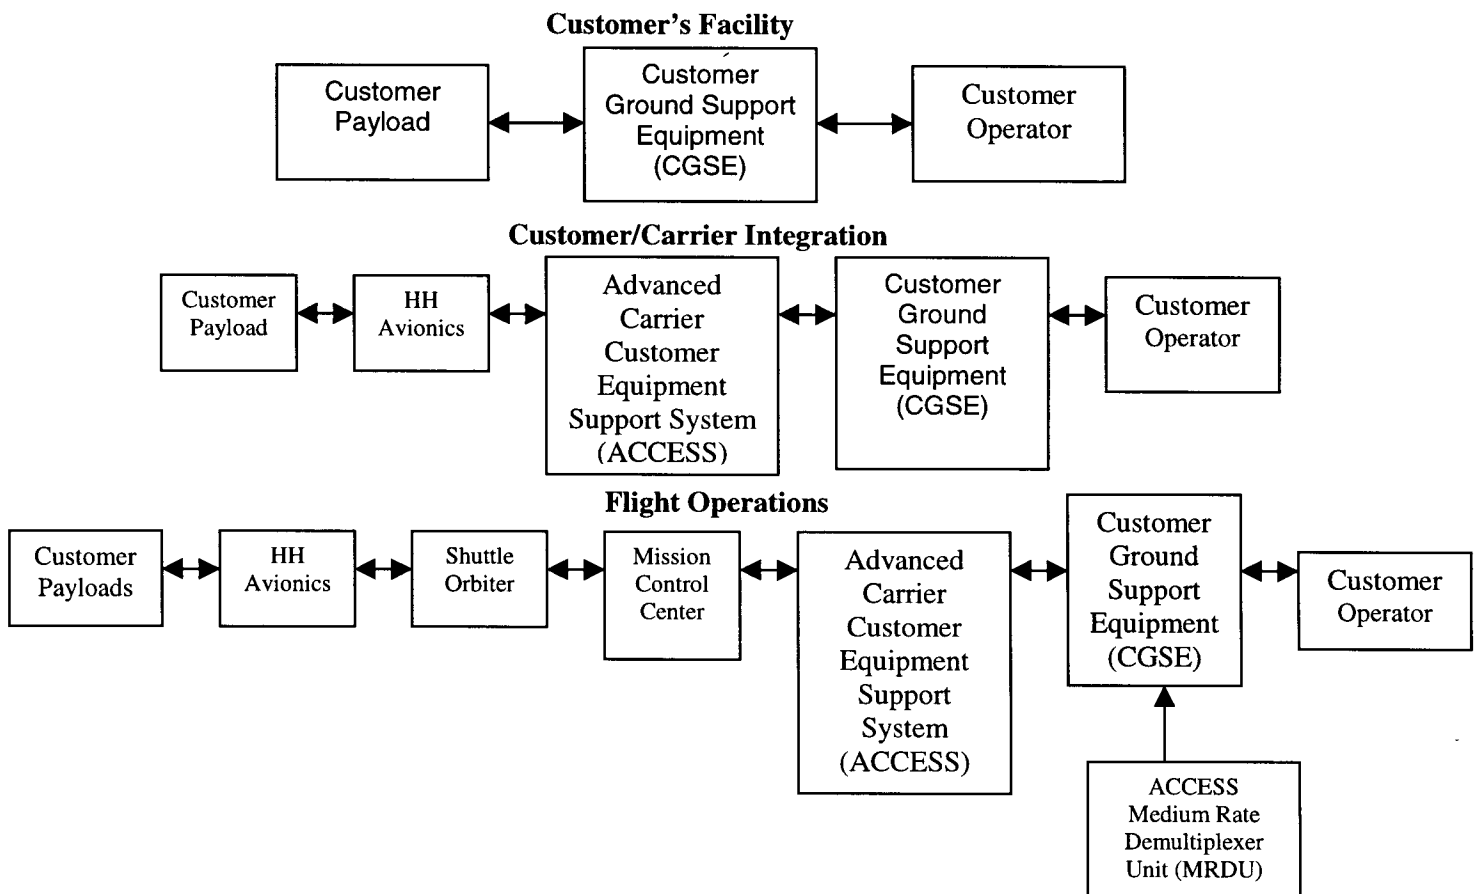 Customer's Facility
Customer
Payload
Customer
Ground Support
Equipment
(CGSE)
Customer
Operator
Customer/Carrier Integration
Customer
Payload
HH
Avionics
Advanced
Carrier
Customer
Equipment
Support System
(ACCESS)
Customer
Ground
Support
Equipment
(CGSE)
Customer
Operator
Flight Operations
Customer
Payloads
HH
Avionics
Shuttle
Orbiter
Mission
Control
Center
Advanced
Carrier
Customer
Equipment
Support
System
(ACCESS)
Customer
Ground
Support
Equipment
(CGSE)
Customer
Operator
ACCESS
Medium Rate
Demultiplexer
Unit (MRDU)